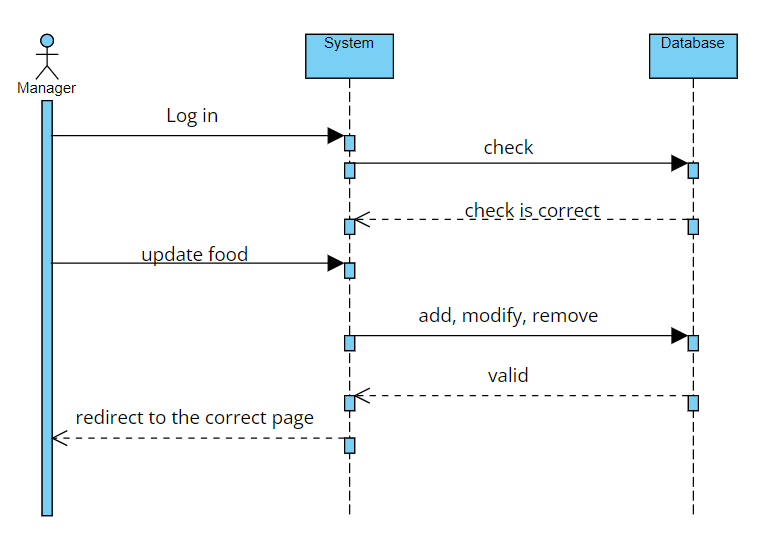 System
Database
Manager
Log in
check
check is correct
update food
add, modify, remove
valid
redirect to the correct page